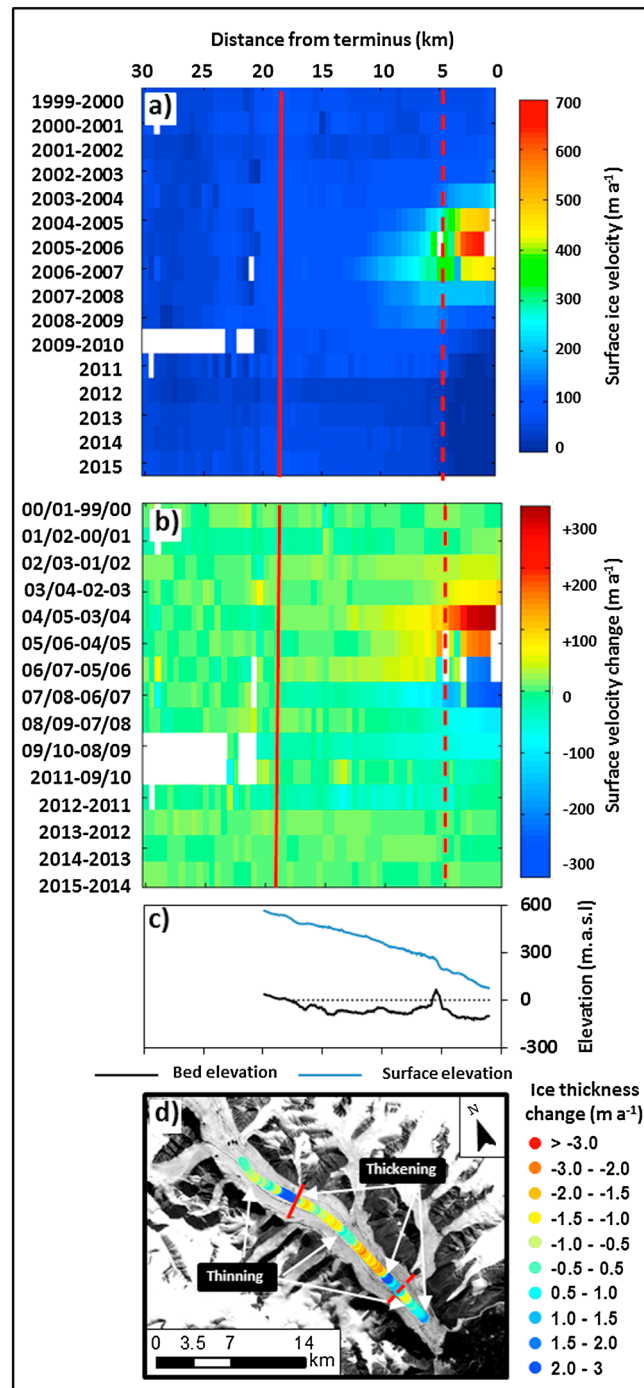 Distance from terminus (km)
30 25 20 15 10 5 0
a)
1999-2000
2000-2001
2001-2002
2002-2003
2003-2004
2004-2005
2005-2006
2006-2007
2007-2008
2008-2009
2009-2010
2011
2012
2013
2014
2015
700
600
500
400
300
200
100
0
Surface ice velocity (m a⁻¹)
b)
00/01-99/00
01/02-00/01
02/03-01/02
03/04-02-03
04/05-03/04
05/06-04/05
06/07-05/06
07/08-06/07
08/09-07/08
09/10-08/09
2011-09/10
2012-2011
2013-2012
2014-2013
2015-2014
+300
+200
+100
0
-100
-200
-300
Surface velocity change (m a⁻¹)
c)
600
300
0
-300
Elevation (m.a.s.l)
Bed elevation
Surface elevation
d)
N
Thickening
Thinning
0 3.5 7 14
km
Ice thickness
change (m a⁻¹)
> -3.0
-3.0 - -2.0
-2.0 - -1.5
-1.5 - -1.0
-1.0 - -0.5
-0.5 - 0.5
0.5 - 1.0
1.0 - 1.5
1.5 - 2.0
2.0 - 3